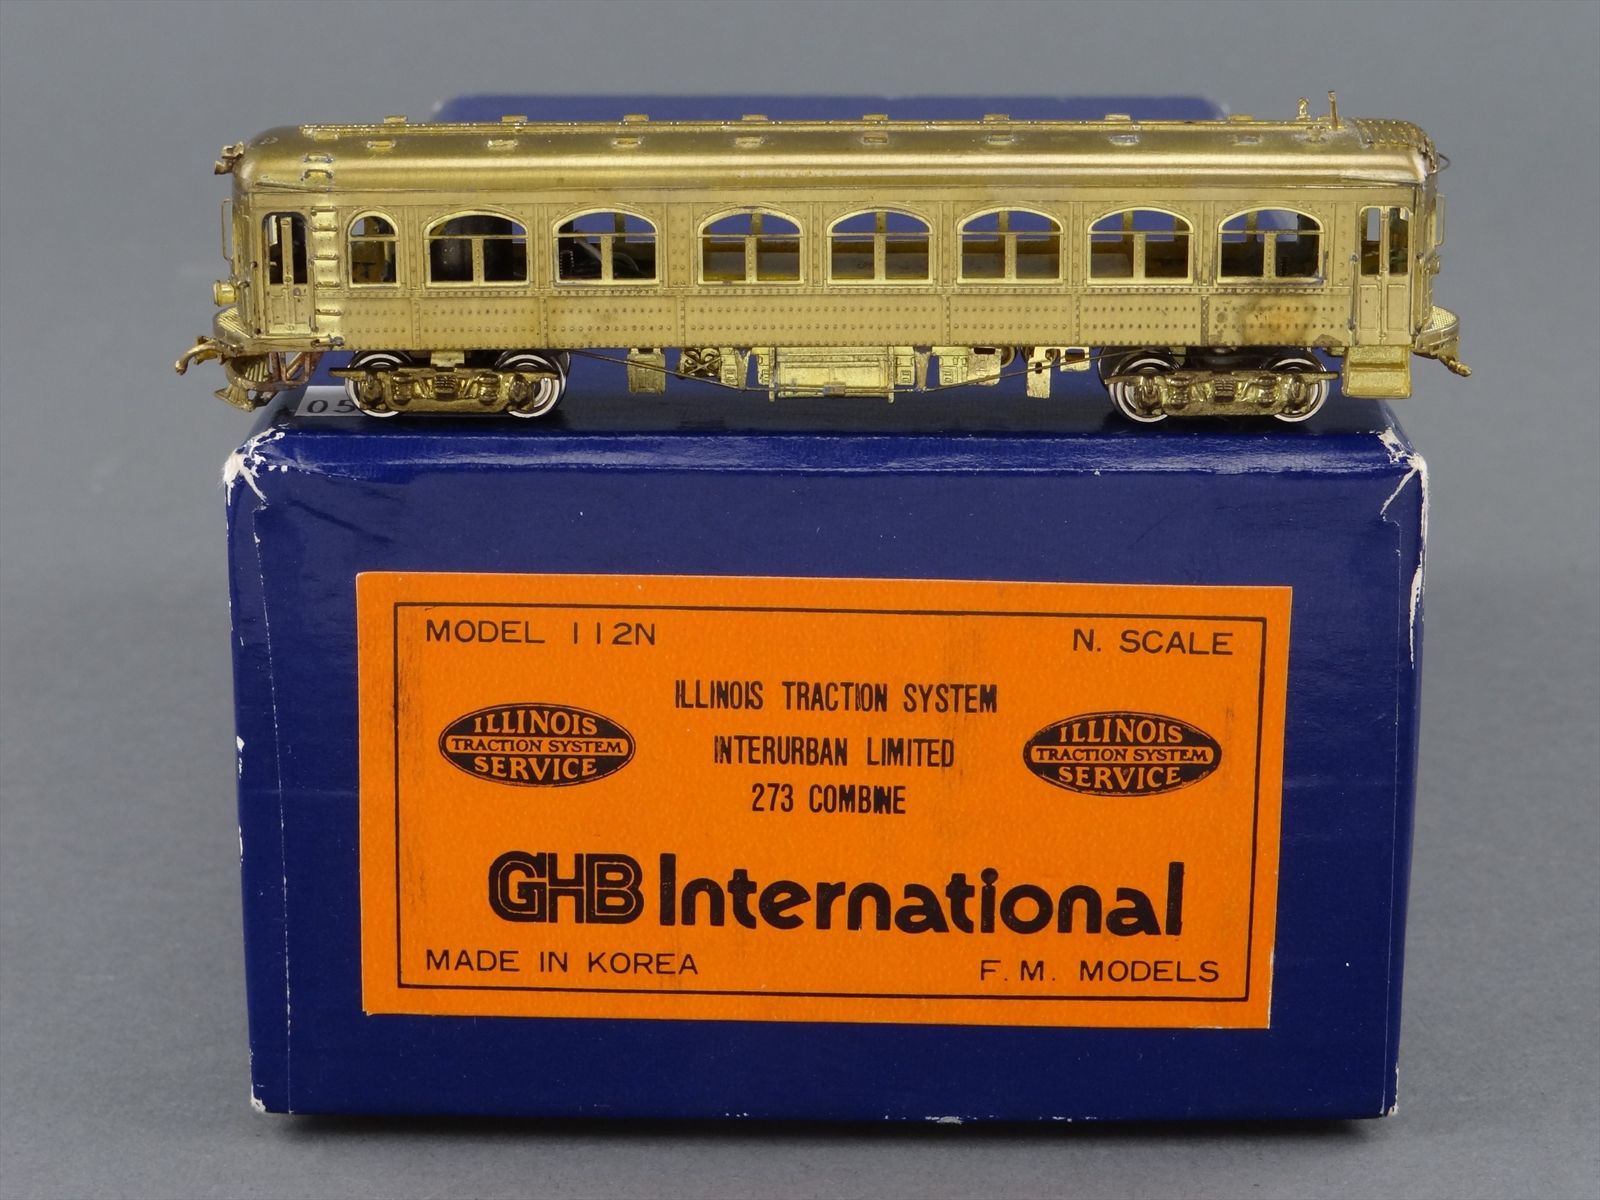 05
MODEL 112N
N. SCALE
ILLINOIS TRACTION SYSTEM
INTERURBAN LIMITED
273 COMBINE
ILLINOIS
TRACTION SYSTEM
SERVICE
ILLINOIS
TRACTION SYSTEM
SERVICE
GHB International
MADE IN KOREA
F. M. MODELS